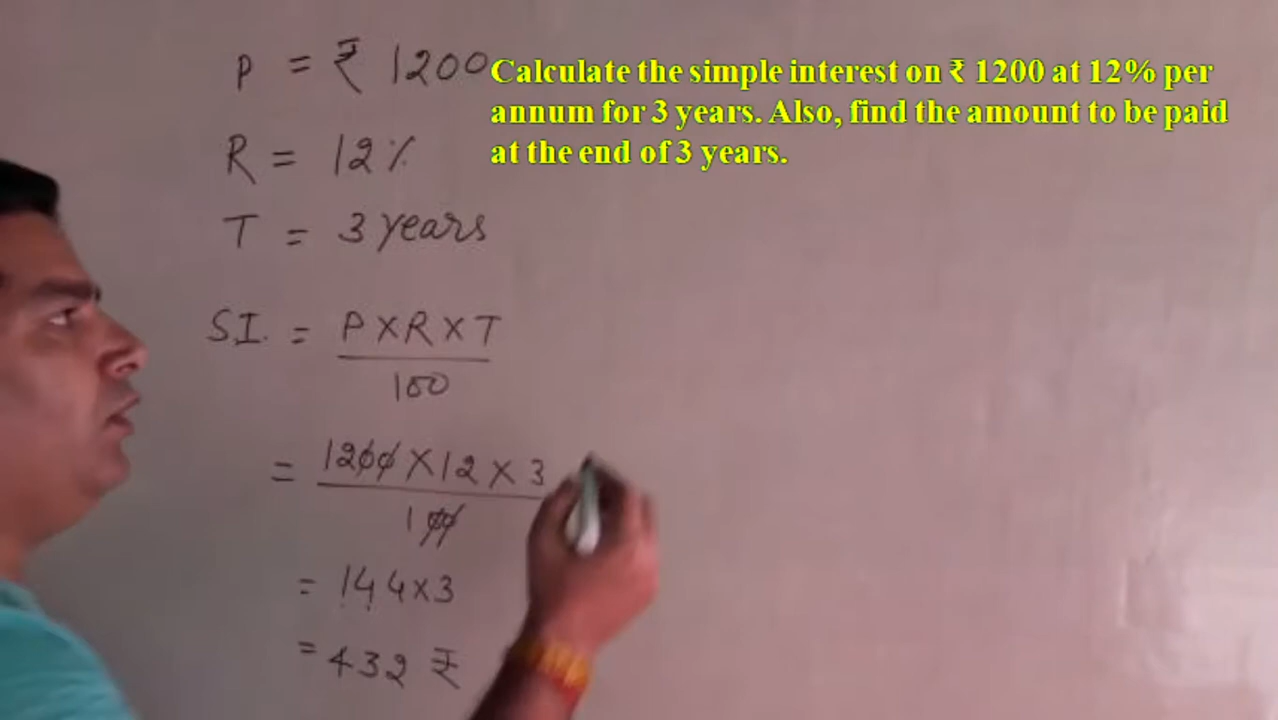 P = ₹ 1200
Calculate the simple interest on ₹ 1200 at 12% per
annum for 3 years. Also, find the amount to be paid
at the end of 3 years.
R = 12%
T = 3 years
S.I. = P×R×T
100
= 1200 × 12 × 3
100
= 144×3
= 432 ₹